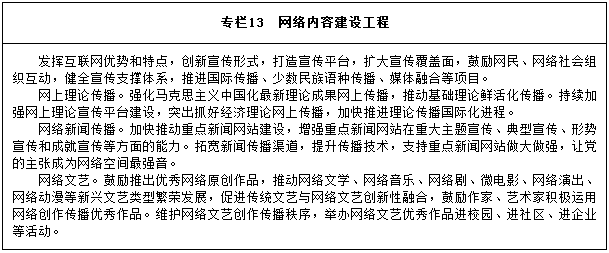 专栏13　网络内容建设工程
发挥互联网优势和特点，创新宣传形式，打造宣传平台，扩大宣传覆盖面，鼓励网民、网络社会组
织互动，健全宣传支撑体系，推进国际传播、少数民族语种传播、媒体融合等项目。
网上理论传播。强化马克思主义中国化最新理论成果网上传播，推动基础理论鲜活化传播。持续加
强网上理论宣传平台建设，突出抓好经济理论网上传播，加快推进理论传播国际化进程。
网络新闻传播。加快推动重点新闻网站建设，增强重点新闻网站在重大主题宣传、典型宣传、形势
宣传和成就宣传等方面的能力。拓宽新闻传播渠道，提升传播技术，支持重点新闻网站做大做强，让党
的主张成为网络空间最强音。
网络文艺。鼓励推出优秀网络原创作品，推动网络文学、网络音乐、网络剧、微电影、网络演出、
网络动漫等新兴文艺类型繁荣发展，促进传统文艺与网络文艺创新性融合，鼓励作家、艺术家积极运用
网络创作传播优秀作品。维护网络文艺创作传播秩序，举办网络文艺优秀作品进校园、进社区、进企业
等活动。